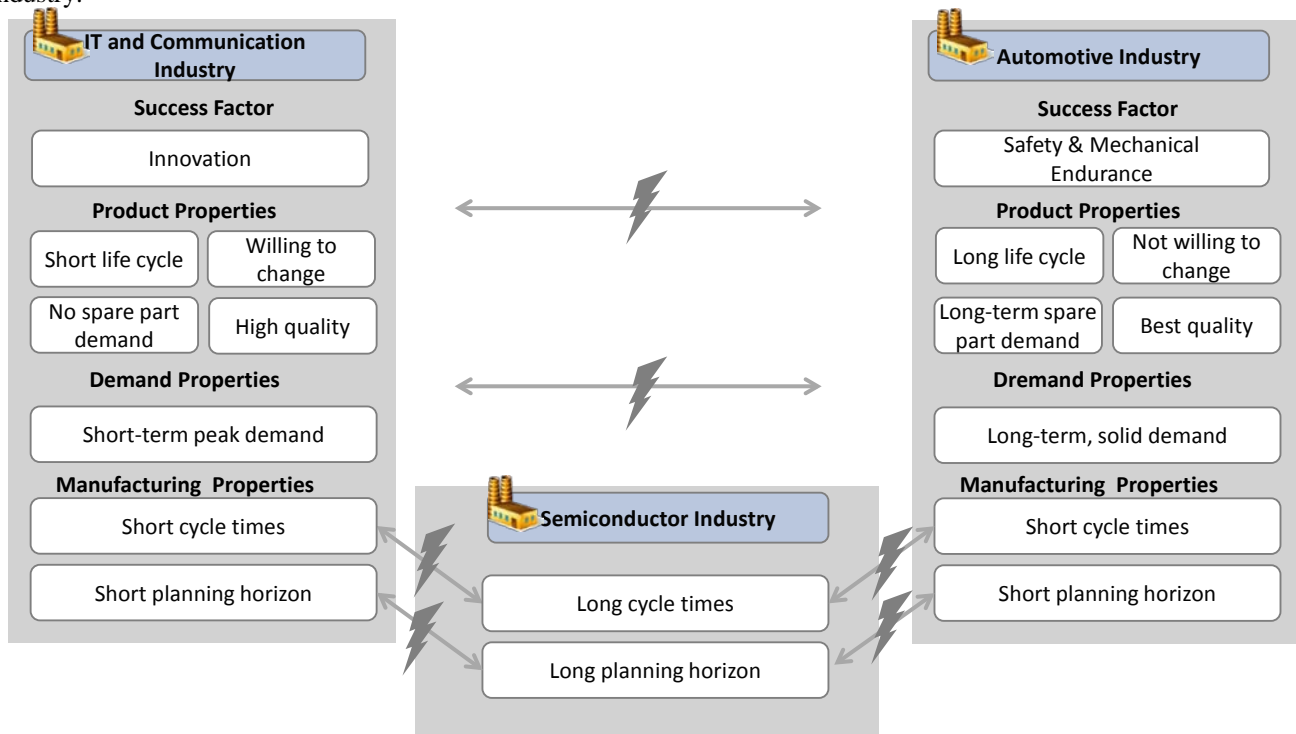 ndustry.
IT and Communication
Industry
Success Factor
Innovation
Product Properties
Short life cycle
Willing to
change
No spare part
demand
High quality
Demand Properties
Short-term peak demand
Manufacturing Properties
Short cycle times
Short planning horizon
Semiconductor Industry
Long cycle times
Long planning horizon
Automotive Industry
Success Factor
Safety & Mechanical
Endurance
Product Properties
Long life cycle
Not willing to
change
Long-term spare
part demand
Best quality
Dremand Properties
Long-term, solid demand
Manufacturing Properties
Short cycle times
Short planning horizon